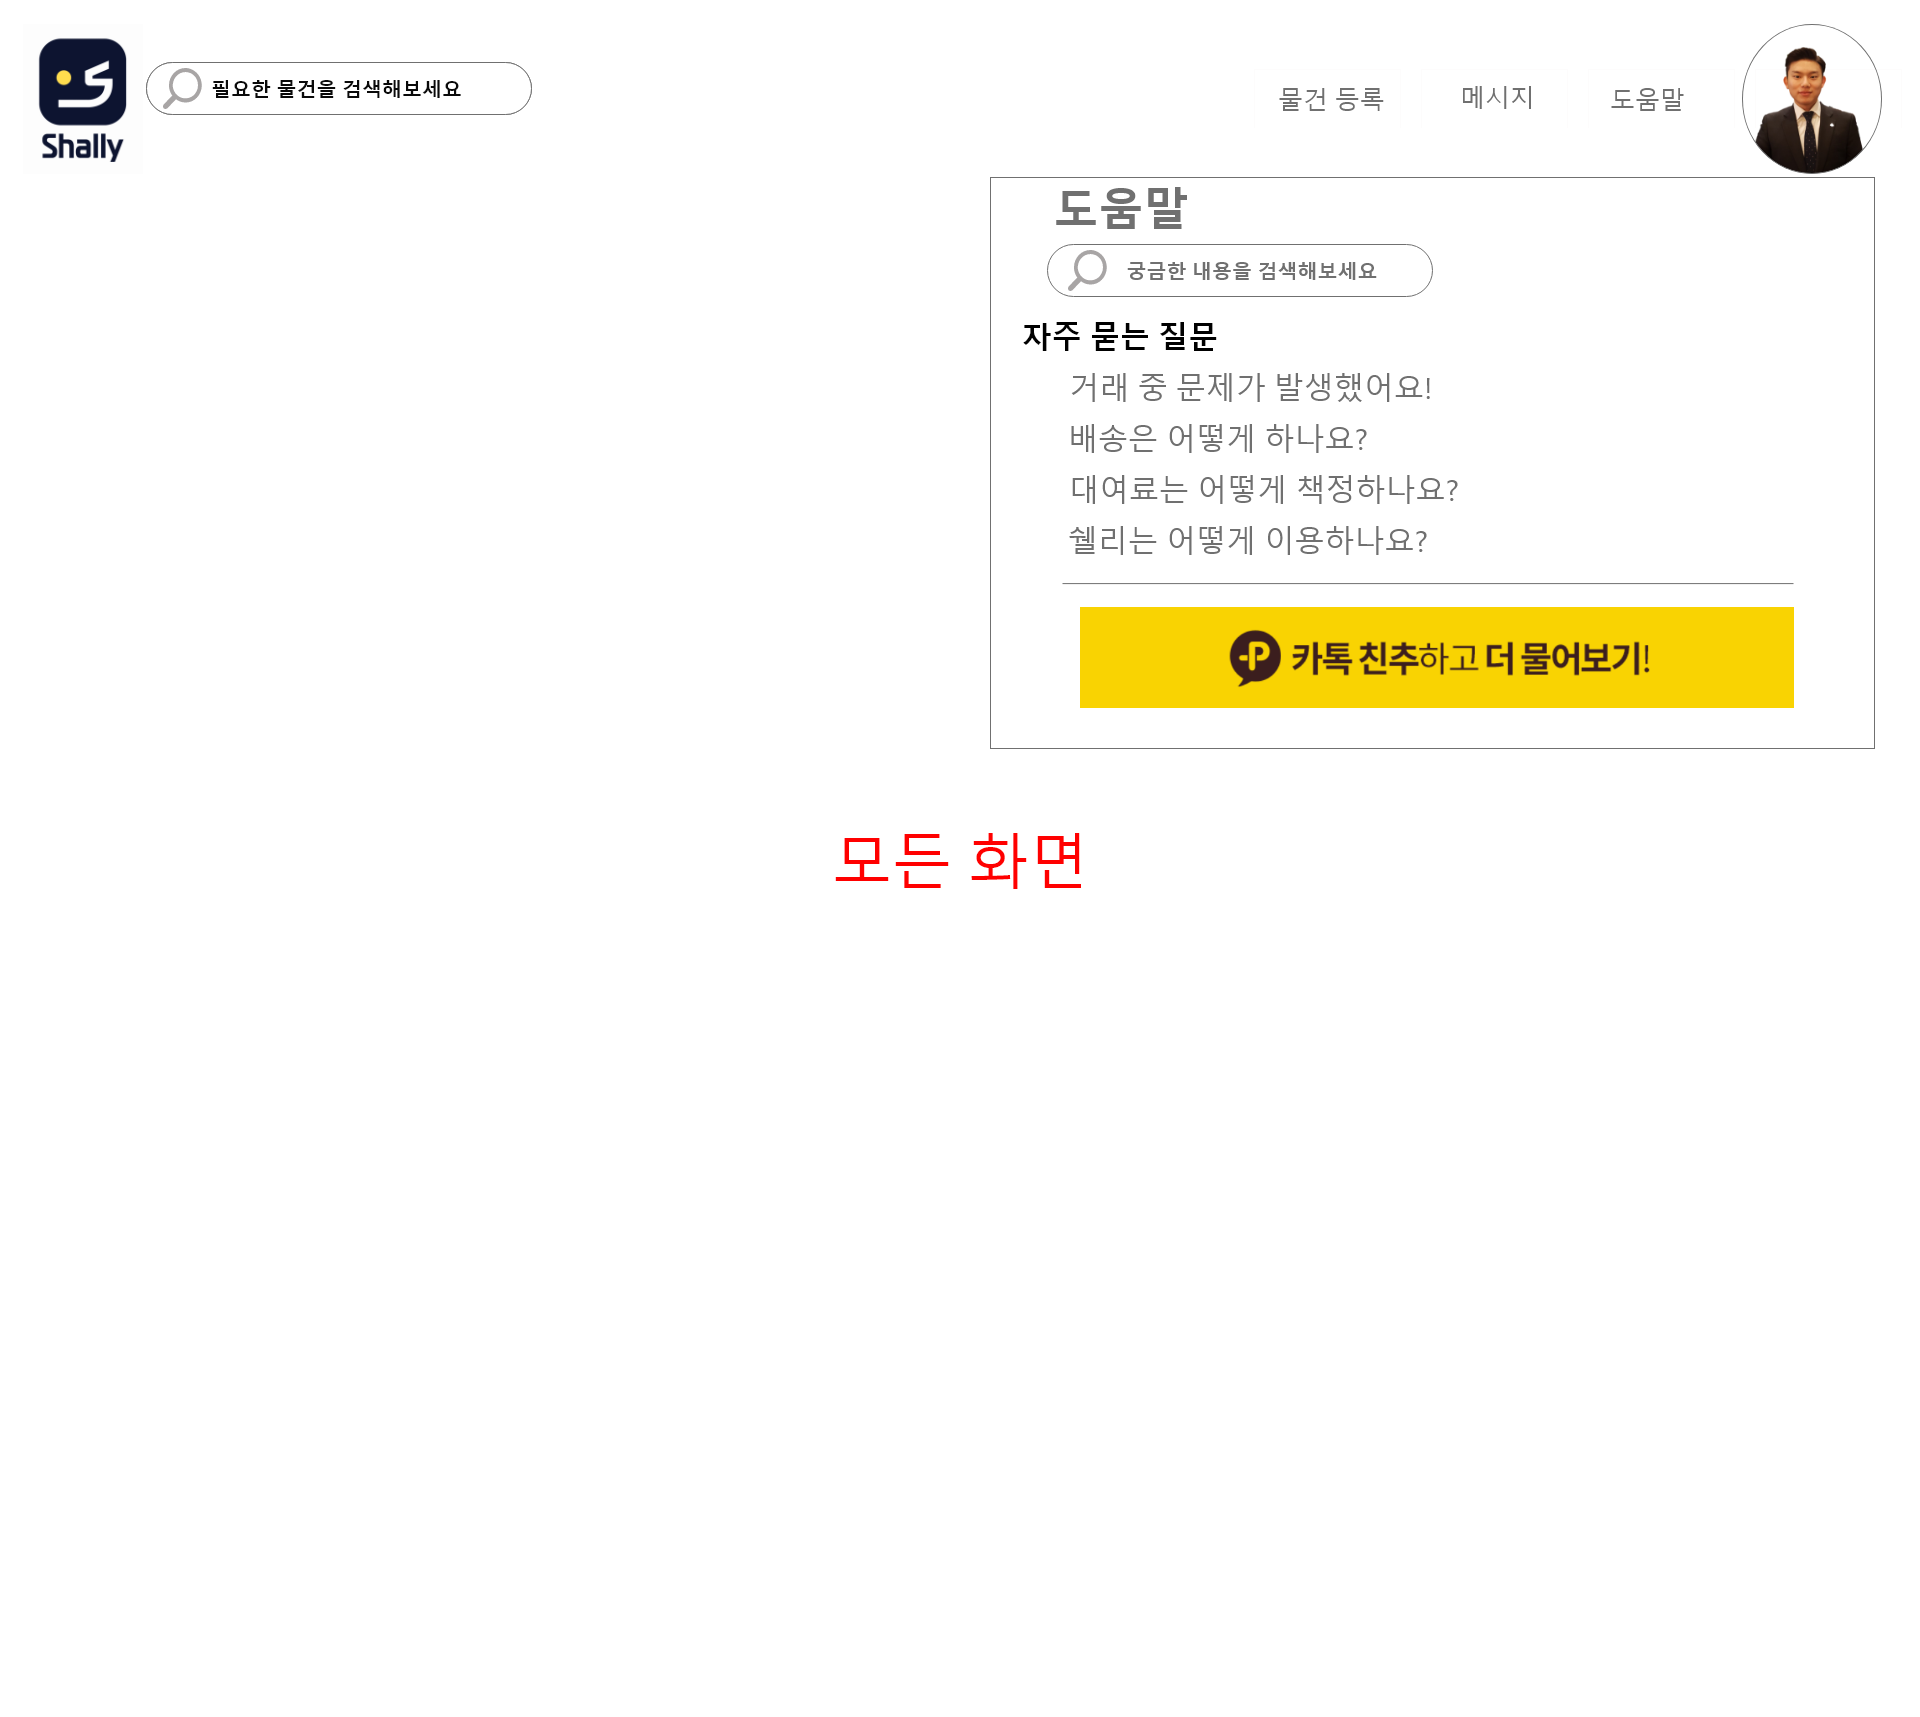 Shally
필요한 물건을 검색해보세요
물건 등록
메시지
도움말
도움말
궁금한 내용을 검색해보세요
자주 묻는 질문
거래 중 문제가 발생했어요!
배송은 어떻게 하나요?
대여료는 어떻게 책정하나요?
쉘리는 어떻게 이용하나요?
카톡 친추하고 더 물어보기!
모든 화면